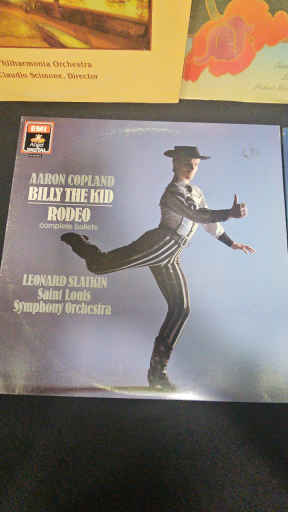 Philharmonia Orchestra
Claudio Scimone, Director
EMI
Angel
DIGITAL
AARON COPLAND
BILLY THE KID
RODEO
complete ballets
LEONARD SLATKIN
Saint Louis
Symphony Orchestra